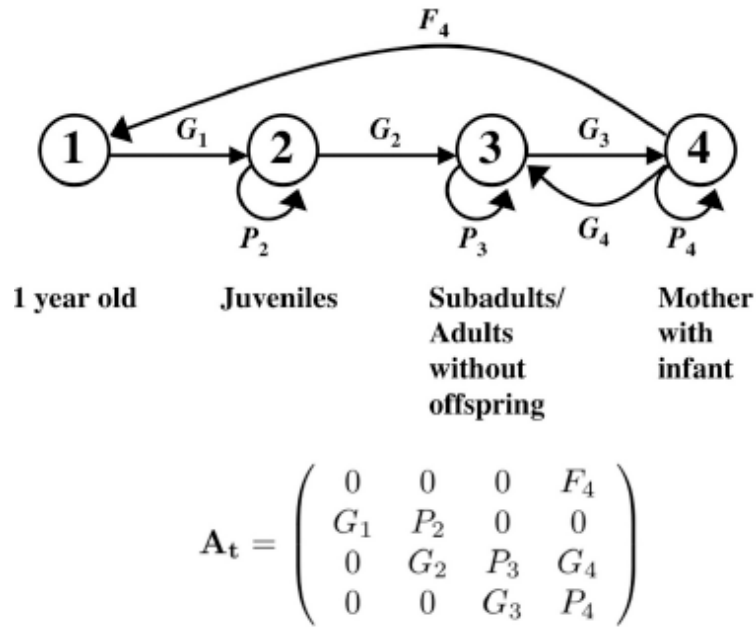 F₄
1 G₁ 2 G₂ 3 G₃ 4
P₂ P₃ G₄ P₄
1 year old Juveniles Subadults/ Mother
Adults with
without infant
offspring
Aₜ = ( 0 0 0 F₄
G₁ P₂ 0 0
0 G₂ P₃ G₄
0 0 G₃ P₄ )